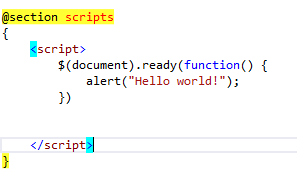 @section scripts
{
<script>
$(document).ready(function() {
alert("Hello world!");
})
</script>
}